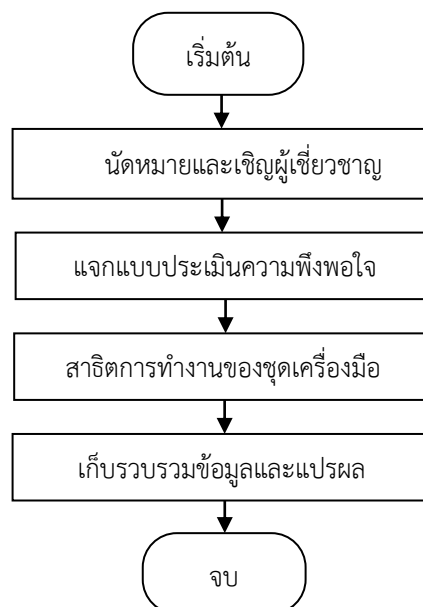 เริ่มต้น
นัดหมายและเชิญผู้เชี่ยวชาญ
แจกแบบประเมินความพึงพอใจ
สาธิตการทำงานของชุดเครื่องมือ
เก็บรวบรวมข้อมูลและแปรผล
จบ